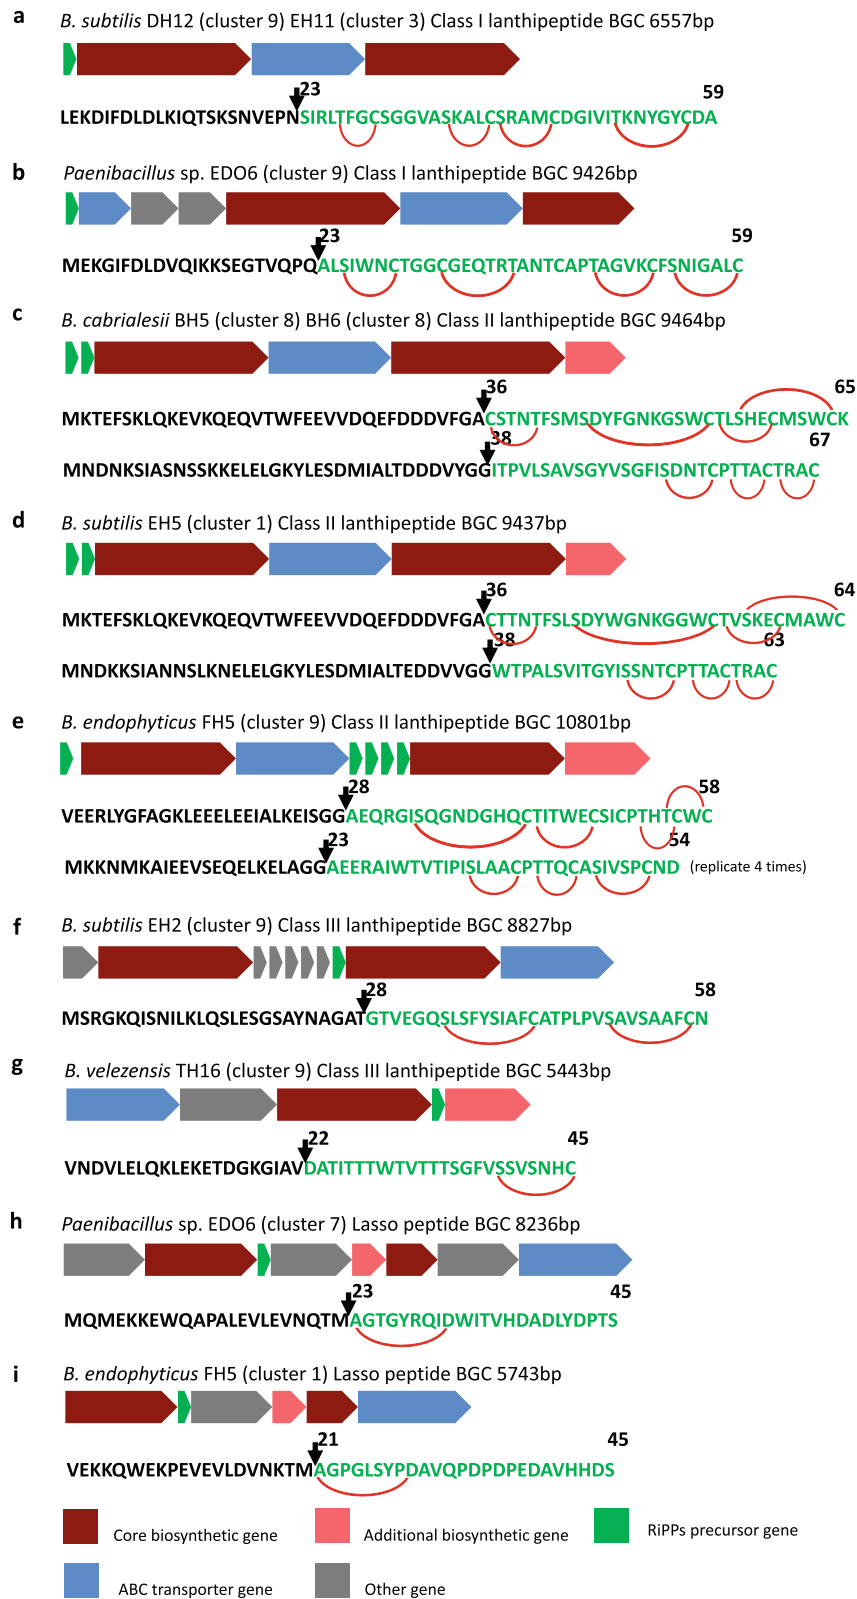 a
B. subtilis DH12 (cluster 9) EH11 (cluster 3) Class I lanthipeptide BGC 6557bp
23
59
LEKDIFDLDLKIQTSKSNVEPNSIRLTFGCSGGVASKALCSRAMCDGIVITKNYGYCDA
b
Paenibacillus sp. EDO6 (cluster 9) Class I lanthipeptide BGC 9426bp
23
59
MEKGIFDLDVQIKKSEGTVQPQALSIWNCTGGCGEQTRTANTCAPTAGVKCFSNIGALC
c
B. cabrialesii BH5 (cluster 8) BH6 (cluster 8) Class II lanthipeptide BGC 9464bp
36
65
MKTEFSKLQKEVKQEQVTWFEEVVDQEFDDDVFGACSTNTFSMSDYFGNKGSWCTLSHECMSWCK
38
67
MNDNKSIASNSSKKELELGKYLESDMIALTDDDVYGGITPVLSAVSGYVSGFISDNTCPTTACTRAC
d
B. subtilis EH5 (cluster 1) Class II lanthipeptide BGC 9437bp
36
64
MKTEFSKLQKEVKQEQVTWFEEVVDQEFDDDVFGACTTNTFSLSDYWGNKGGWCTVSKECMAWC
38
63
MNDKKSIANNSLKNELELGKYLESDMIALTEDDVVGGWTPALSVITGYISSNTCPTTACTRAC
e
B. endophyticus FH5 (cluster 9) Class II lanthipeptide BGC 10801bp
28
58
VEERLYGFAGKLEEELEEIALKEISGGAEQRGISQGNDGHQCTITWECSICPTHTCWC
23
54
MKKNMKAIEEVSEQELKELAGGAEERAIWTVTIPISLAACPTTQCASIVSPCND (replicate 4 times)
f
B. subtilis EH2 (cluster 9) Class III lanthipeptide BGC 8827bp
28
58
MSRGKQISNILKLQSLESGSAYNAGATGTVEGQSLSFYSIAFCATPLPVSAVSAAFCN
g
B. velezensis TH16 (cluster 9) Class III lanthipeptide BGC 5443bp
22
45
VNDVLELQKLEKETDGKGIAVDATITTTWTVTTTSGFVSSVSNHC
h
Paenibacillus sp. EDO6 (cluster 7) Lasso peptide BGC 8236bp
23
45
MQMEKKEWQAPALEVLEVNQTMAGTGYRQIDWITVHDADLYDPTS
i
B. endophyticus FH5 (cluster 1) Lasso peptide BGC 5743bp
21
45
VEKKQWEKPEVEVLDVNKTMAGPGLSYPDAVQPDPDPEDAVHHDS
Core biosynthetic gene
Additional biosynthetic gene
RiPPs precursor gene
ABC transporter gene
Other gene